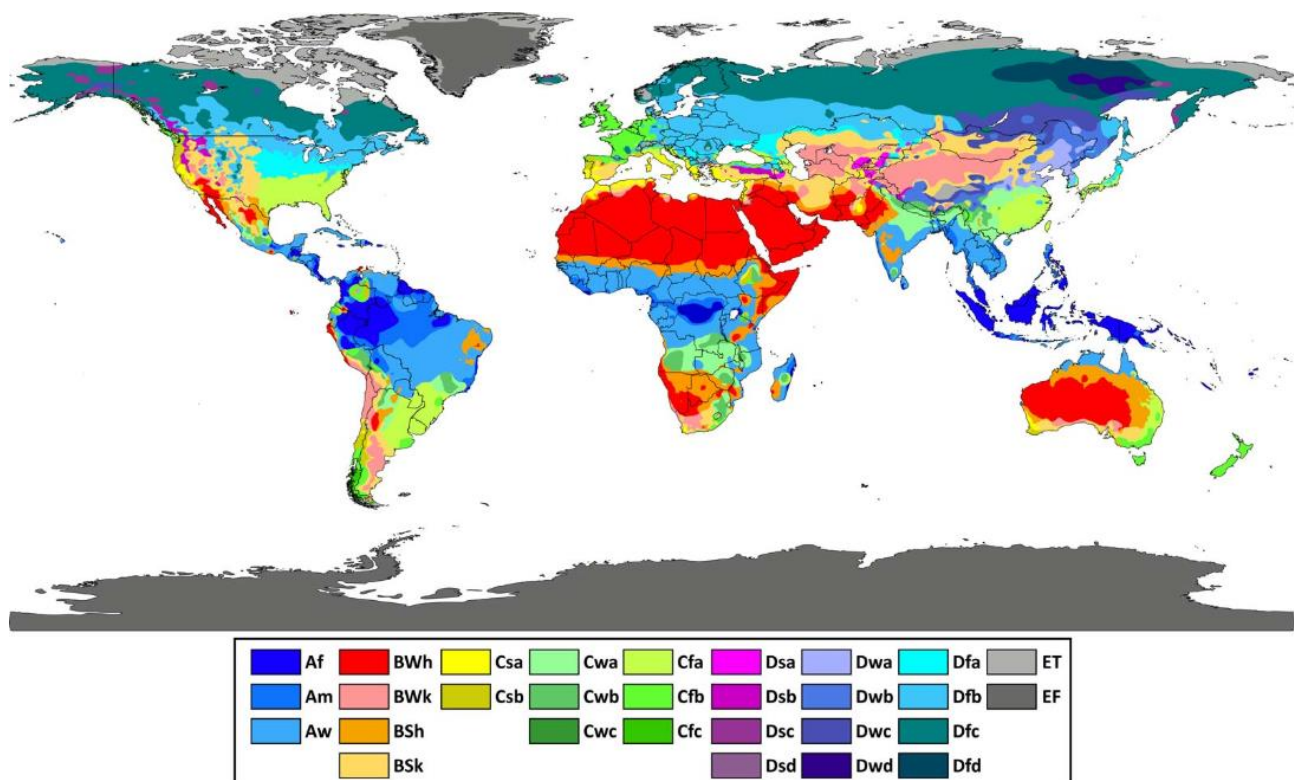 Af BWh Csa Cwa Cfa Dsa Dwa Dfa ET
Am BWk Csb Cwb Cfb Dsb Dwb Dfb EF
Aw BSh Cwc Cfc Dsc Dwc Dfc
BSk Dsd Dwd Dfd